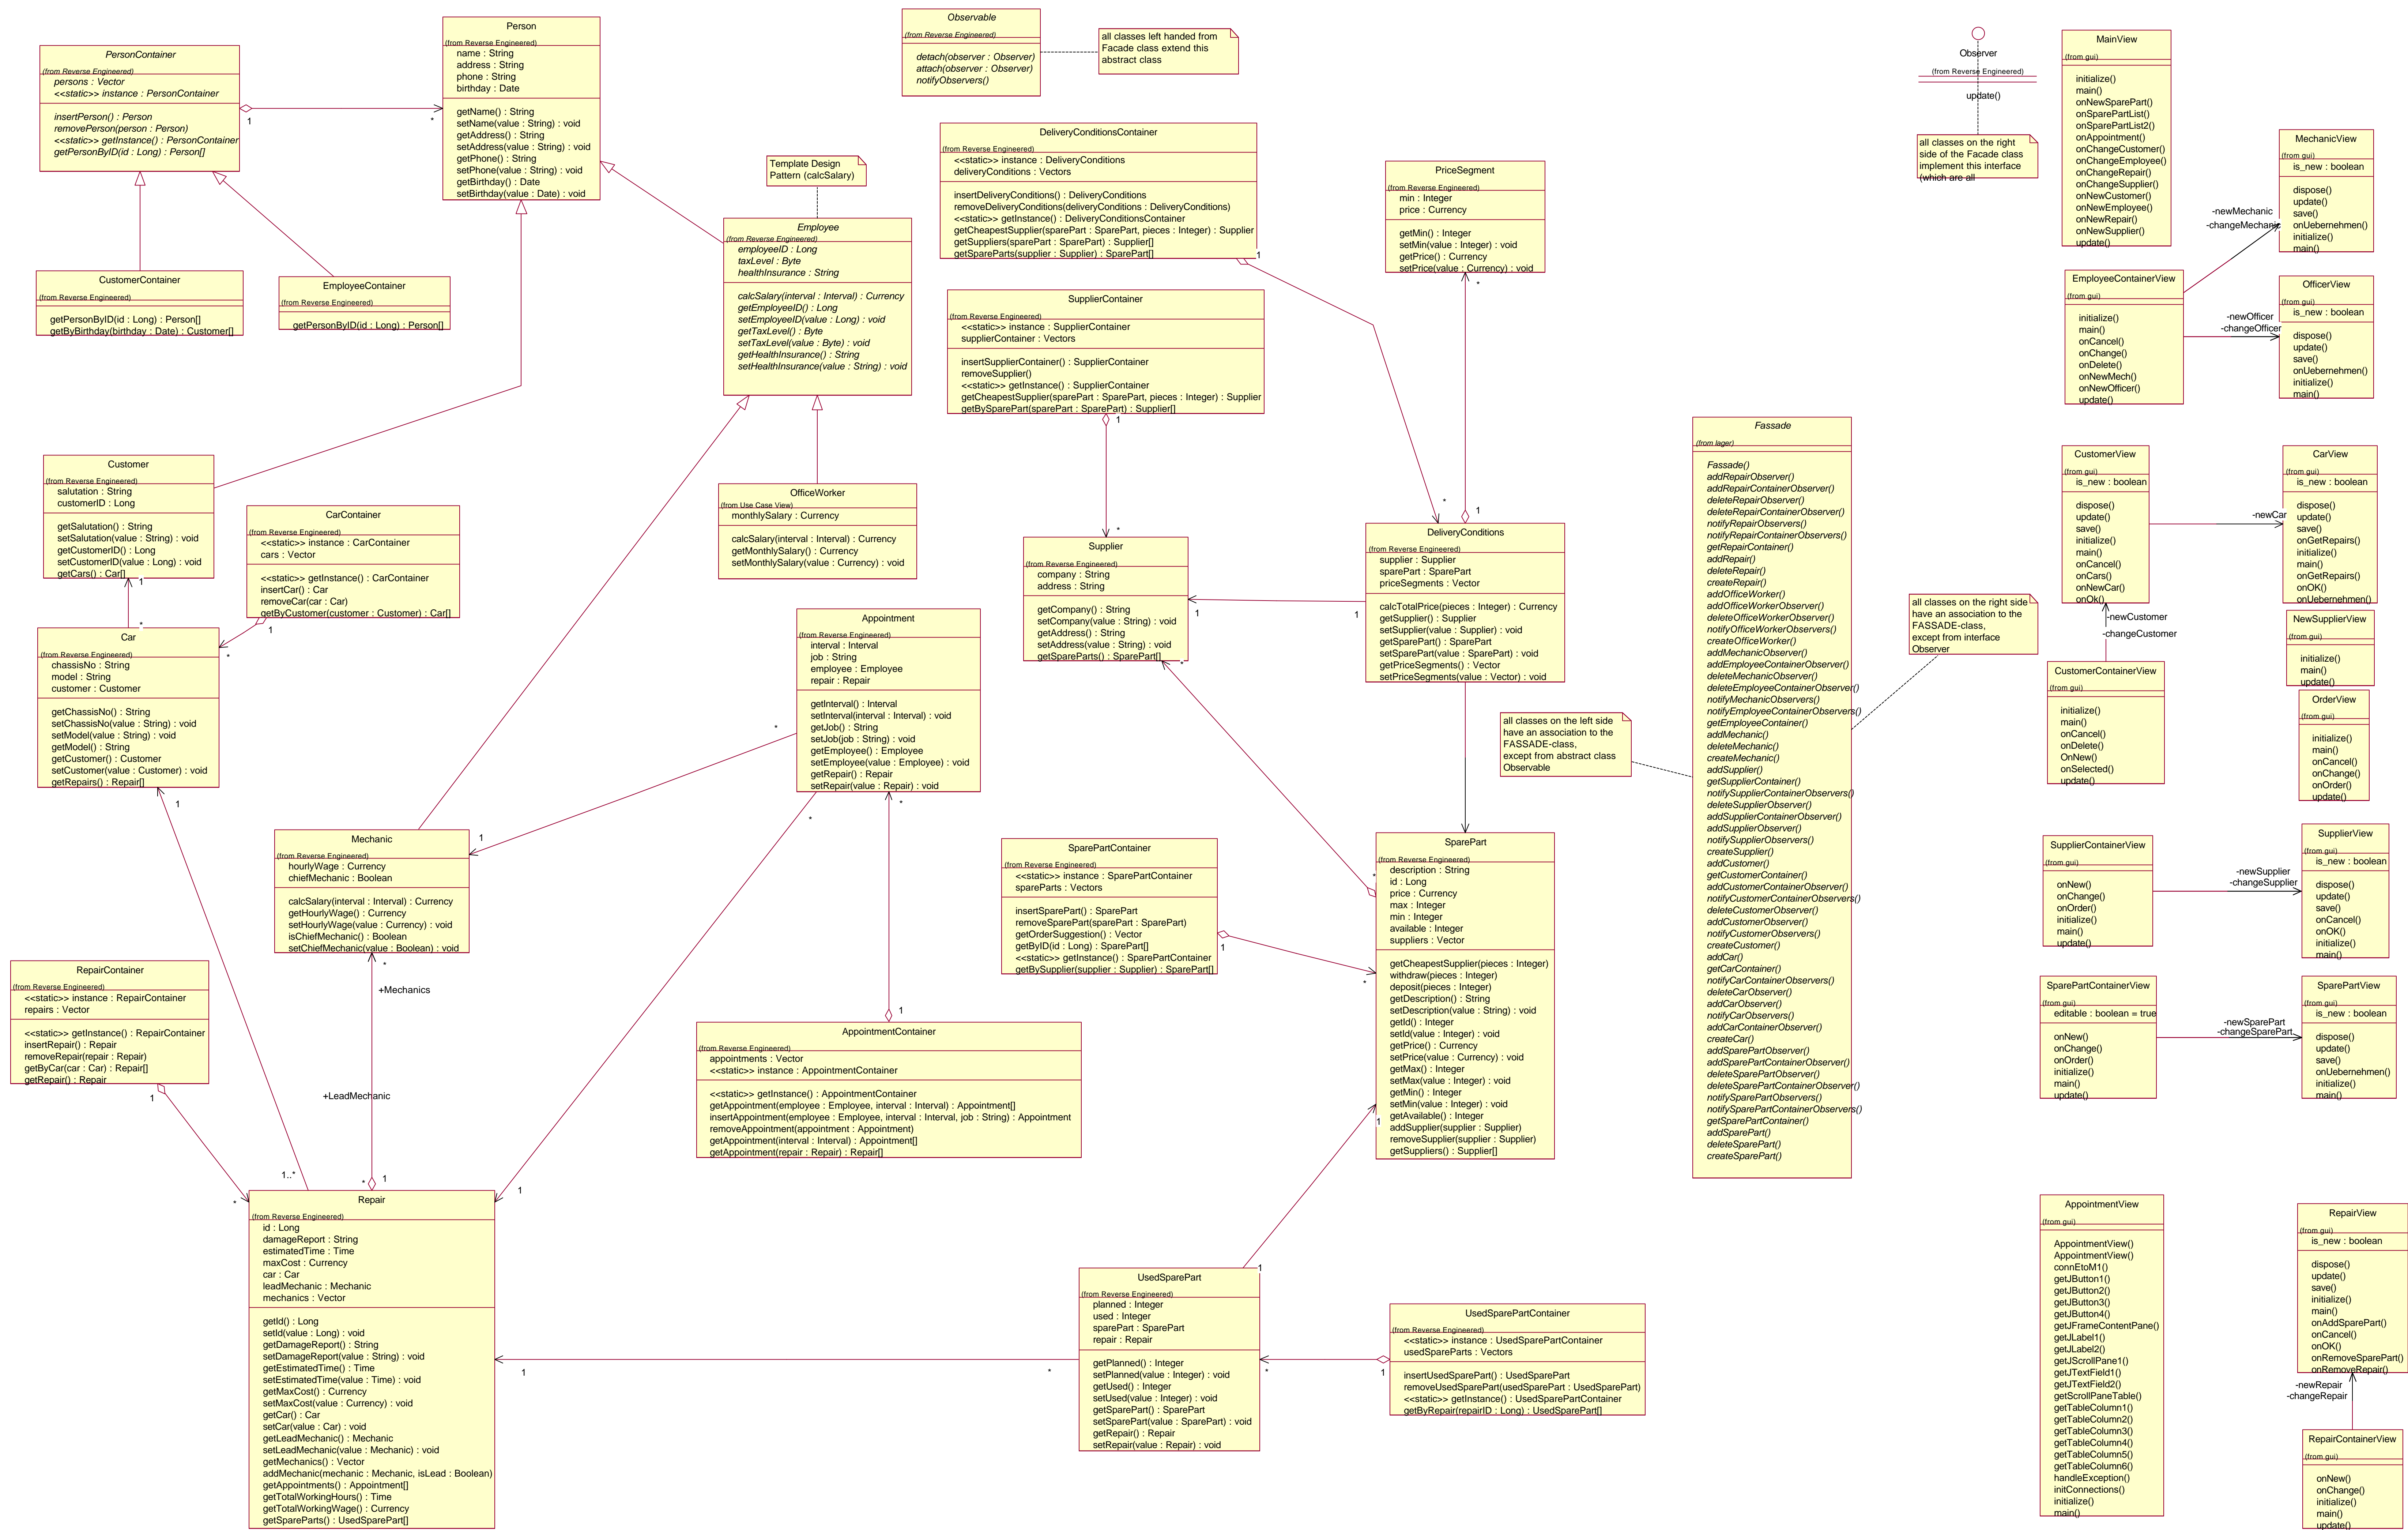 PersonContainer
(from Reverse Engineered)
persons : Vector
<<static>> instance : PersonContainer
insertPerson() : Person
removePerson(person : Person)
<<static>> getInstance() : PersonContainer
getPersonByID(id : Long) : Person[]
1
*
Person
(from Reverse Engineered)
name : String
address : String
phone : String
birthday : Date
getName() : String
setName(value : String) : void
getAddress() : String
setAddress(value : String) : void
getPhone() : String
setPhone(value : String) : void
getBirthday() : Date
setBirthday(value : Date) : void
Observable
(from Reverse Engineered)
detach(observer : Observer)
attach(observer : Observer)
notifyObservers()
all classes left handed from
Facade class extend this
abstract class
CustomerContainer
(from Reverse Engineered)
getPersonByID(id : Long) : Person[]
getByBirthday(birthday : Date) : Customer[]
EmployeeContainer
(from Reverse Engineered)
getPersonByID(id : Long) : Person[]
Template Design
Pattern (calcSalary)
Employee
(from Reverse Engineered)
employeeID : Long
taxLevel : Byte
healthInsurance : String
calcSalary(interval : Interval) : Currency
getEmployeeID() : Long
setEmployeeID(value : Long) : void
getTaxLevel() : Byte
setTaxLevel(value : Byte) : void
getHealthInsurance() : String
setHealthInsurance(value : String) : void
DeliveryConditionsContainer
(from Reverse Engineered)
<<static>> instance : DeliveryConditions
deliveryConditions : Vectors
insertDeliveryConditions() : DeliveryConditions
removeDeliveryConditions(deliveryConditions : DeliveryConditions)
<<static>> getInstance() : DeliveryConditionsContainer
getCheapestSupplier(sparePart : SparePart, pieces : Integer) : Supplier
getSuppliers(sparePart : SparePart) : Supplier[]
getSpareParts(supplier : Supplier) : SparePart[]
1
*
PriceSegment
(from Reverse Engineered)
min : Integer
price : Currency
getMin() : Integer
setMin(value : Integer) : void
getPrice() : Currency
setPrice(value : Currency) : void
*
1
SupplierContainer
(from Reverse Engineered)
<<static>> instance : SupplierContainer
supplierContainer : Vectors
insertSupplierContainer() : SupplierContainer
removeSupplier()
<<static>> getInstance() : SupplierContainer
getCheapestSupplier(sparePart : SparePart, pieces : Integer) : Supplier
getBySparePart(sparePart : SparePart) : Supplier[]
1
*
Customer
(from Reverse Engineered)
salutation : String
customerID : Long
getSalutation() : String
setSalutation(value : String) : void
getCustomerID() : Long
setCustomerID(value : Long) : void
getCars() : Car[]
1
*
CarContainer
(from Reverse Engineered)
<<static>> instance : CarContainer
cars : Vector
<<static>> getInstance() : CarContainer
insertCar() : Car
removeCar(car : Car)
getByCustomer(customer : Customer) : Car[]
1
*
Car
(from Reverse Engineered)
chassisNo : String
model : String
customer : Customer
getChassisNo() : String
setChassisNo(value : String) : void
setModel(value : String) : void
getModel() : String
getCustomer() : Customer
setCustomer(value : Customer) : void
getRepairs() : Repair[]
1
1..*
OfficeWorker
(from Use Case View)
monthlySalary : Currency
calcSalary(interval : Interval) : Currency
getMonthlySalary() : Currency
setMonthlySalary(value : Currency) : void
Appointment
(from Reverse Engineered)
interval : Interval
job : String
employee : Employee
repair : Repair
getInterval() : Interval
setInterval(interval : Interval) : void
getJob() : String
setJob(job : String) : void
getEmployee() : Employee
setEmployee(value : Employee) : void
getRepair() : Repair
setRepair(value : Repair) : void
*
1
*
1
*
1
Supplier
(from Reverse Engineered)
company : String
address : String
getCompany() : String
setCompany(value : String) : void
getAddress() : String
setAddress(value : String) : void
getSpareParts() : SparePart[]
1
1
*
*
DeliveryConditions
(from Reverse Engineered)
supplier : Supplier
sparePart : SparePart
priceSegments : Vector
calcTotalPrice(pieces : Integer) : Currency
getSupplier() : Supplier
setSupplier(value : Supplier) : void
getSparePart() : SparePart
setSparePart(value : SparePart) : void
getPriceSegments() : Vector
setPriceSegments(value : Vector) : void
Mechanic
(from Reverse Engineered)
hourlyWage : Currency
chiefMechanic : Boolean
calcSalary(interval : Interval) : Currency
getHourlyWage() : Currency
setHourlyWage(value : Currency) : void
isChiefMechanic() : Boolean
setChiefMechanic(value : Boolean) : void
*
+Mechanics
+LeadMechanic
*
1
RepairContainer
(from Reverse Engineered)
<<static>> instance : RepairContainer
repairs : Vector
<<static>> getInstance() : RepairContainer
insertRepair() : Repair
removeRepair(repair : Repair)
getByCar(car : Car) : Repair[]
getRepair() : Repair
1
*
Repair
(from Reverse Engineered)
id : Long
damageReport : String
estimatedTime : Time
maxCost : Currency
car : Car
leadMechanic : Mechanic
mechanics : Vector
getId() : Long
setId(value : Long) : void
getDamageReport() : String
setDamageReport(value : String) : void
getEstimatedTime() : Time
setEstimatedTime(value : Time) : void
getMaxCost() : Currency
setMaxCost(value : Currency) : void
getCar() : Car
setCar(value : Car) : void
getLeadMechanic() : Mechanic
setLeadMechanic(value : Mechanic) : void
getMechanics() : Vector
addMechanic(mechanic : Mechanic, isLead : Boolean)
getAppointments() : Appointment[]
getTotalWorkingHours() : Time
getTotalWorkingWage() : Currency
getSpareParts() : UsedSparePart[]
AppointmentContainer
(from Reverse Engineered)
appointments : Vector
<<static>> instance : AppointmentContainer
<<static>> getInstance() : AppointmentContainer
getAppointment(employee : Employee, interval : Interval) : Appointment[]
insertAppointment(employee : Employee, interval : Interval, job : String) : Appointment
removeAppointment(appointment : Appointment)
getAppointment(interval : Interval) : Appointment[]
getAppointment(repair : Repair) : Repair[]
SparePartContainer
(from Reverse Engineered)
<<static>> instance : SparePartContainer
spareParts : Vectors
insertSparePart() : SparePart
removeSparePart(sparePart : SparePart)
getOrderSuggestion() : Vector
getByID(id : Long) : SparePart[]
<<static>> getInstance() : SparePartContainer
getBySupplier(supplier : Supplier) : SparePart[]
1
*
SparePart
(from Reverse Engineered)
description : String
id : Long
price : Currency
max : Integer
min : Integer
available : Integer
suppliers : Vector
getCheapestSupplier(pieces : Integer)
withdraw(pieces : Integer)
deposit(pieces : Integer)
getDescription() : String
setDescription(value : String) : void
getId() : Integer
setId(value : Integer) : void
getPrice() : Currency
setPrice(value : Currency) : void
getMax() : Integer
setMax(value : Integer) : void
getMin() : Integer
setMin(value : Integer) : void
getAvailable() : Integer
addSupplier(supplier : Supplier)
removeSupplier(supplier : Supplier)
getSuppliers() : Supplier[]
1
1
UsedSparePart
(from Reverse Engineered)
planned : Integer
used : Integer
sparePart : SparePart
repair : Repair
getPlanned() : Integer
setPlanned(value : Integer) : void
getUsed() : Integer
setUsed(value : Integer) : void
getSparePart() : SparePart
setSparePart(value : SparePart) : void
getRepair() : Repair
setRepair(value : Repair) : void
1
*
*
1
UsedSparePartContainer
(from Reverse Engineered)
<<static>> instance : UsedSparePartContainer
usedSpareParts : Vectors
insertUsedSparePart() : UsedSparePart
removeUsedSparePart(usedSparePart : UsedSparePart)
<<static>> getInstance() : UsedSparePartContainer
getByRepair(repairID : Long) : UsedSparePart[]
all classes on the left side
have an association to the
FASSADE-class,
except from abstract class
Observable
Fassade
(from lager)
Fassade()
addRepairObserver()
addRepairContainerObserver()
deleteRepairObserver()
deleteRepairContainerObserver()
notifyRepairObservers()
notifyRepairContainerObservers()
getRepairContainer()
addRepair()
deleteRepair()
createRepair()
addOfficeWorker()
addOfficeWorkerObserver()
deleteOfficeWorkerObserver()
notifyOfficeWorkerObservers()
createOfficeWorker()
addMechanicObserver()
addEmployeeContainerObserver()
deleteMechanicObserver()
deleteEmployeeContainerObserver()
notifyMechanicObservers()
notifyEmployeeContainerObservers()
getEmployeeContainer()
addMechanic()
deleteMechanic()
createMechanic()
addSupplier()
getSupplierContainer()
notifySupplierContainerObservers()
deleteSupplierObserver()
addSupplierContainerObserver()
addSupplierObserver()
notifySupplierObservers()
createSupplier()
addCustomer()
getCustomerContainer()
addCustomerContainerObserver()
notifyCustomerContainerObservers()
deleteCustomerObserver()
addCustomerObserver()
notifyCustomerObservers()
createCustomer()
addCar()
getCarContainer()
notifyCarContainerObservers()
deleteCarObserver()
addCarObserver()
notifyCarObservers()
addCarContainerObserver()
createCar()
addSparePartObserver()
addSparePartContainerObserver()
deleteSparePartObserver()
deleteSparePartContainerObserver()
notifySparePartObservers()
notifySparePartContainerObservers()
getSparePartContainer()
addSparePart()
deleteSparePart()
createSparePart()
all classes on the right side
have an association to the
FASSADE-class,
except from interface
Observer
Observer
(from Reverse Engineered)
update()
all classes on the right
side of the Facade class
implement this interface
(which are all
MainView
(from gui)
initialize()
main()
onNewSparePart()
onSparePartList()
onSparePartList2()
onAppointment()
onChangeCustomer()
onChangeEmployee()
onChangeRepair()
onChangeSupplier()
onNewCustomer()
onNewEmployee()
onNewRepair()
onNewSupplier()
update()
MechanicView
(from gui)
is_new : boolean
dispose()
update()
save()
onUebernehmen()
initialize()
main()
-newMechanic
-changeMechanic
EmployeeContainerView
(from gui)
initialize()
main()
onCancel()
onChange()
onDelete()
onNewMech()
onNewOfficer()
update()
-newOfficer
-changeOfficer
OfficerView
(from gui)
is_new : boolean
dispose()
update()
save()
onUebernehmen()
initialize()
main()
CustomerView
(from gui)
is_new : boolean
dispose()
update()
save()
initialize()
main()
onCancel()
onCars()
onNewCar()
onOk()
-newCar
CarView
(from gui)
is_new : boolean
dispose()
update()
save()
onGetRepairs()
initialize()
main()
onGetRepairs()
onOK()
onUebernehmen()
-newCustomer
-changeCustomer
CustomerContainerView
(from gui)
initialize()
main()
onCancel()
onDelete()
OnNew()
onSelected()
update()
NewSupplierView
(from gui)
initialize()
main()
update()
OrderView
(from gui)
initialize()
main()
onCancel()
onChange()
onOrder()
update()
SupplierContainerView
(from gui)
onNew()
onChange()
onOrder()
initialize()
main()
update()
-newSupplier
-changeSupplier
SupplierView
(from gui)
is_new : boolean
dispose()
update()
save()
onCancel()
onOK()
initialize()
main()
SparePartContainerView
(from gui)
editable : boolean = true
onNew()
onChange()
onOrder()
initialize()
main()
update()
-newSparePart
-changeSparePart
SparePartView
(from gui)
is_new : boolean
dispose()
update()
save()
onUebernehmen()
initialize()
main()
AppointmentView
(from gui)
AppointmentView()
AppointmentView()
connEtoM1()
getJButton1()
getJButton2()
getJButton3()
getJButton4()
getJFrameContentPane()
getJLabel1()
getJLabel2()
getJScrollPane1()
getJTextField1()
getJTextField2()
getScrollPaneTable()
getTableColumn1()
getTableColumn2()
getTableColumn3()
getTableColumn4()
getTableColumn5()
getTableColumn6()
handleException()
initConnections()
initialize()
main()
RepairView
(from gui)
is_new : boolean
dispose()
update()
save()
initialize()
main()
onAddSparePart()
onCancel()
onOK()
onRemoveSparePart()
onRemoveRepair()
-newRepair
-changeRepair
RepairContainerView
(from gui)
onNew()
onChange()
initialize()
main()
update()